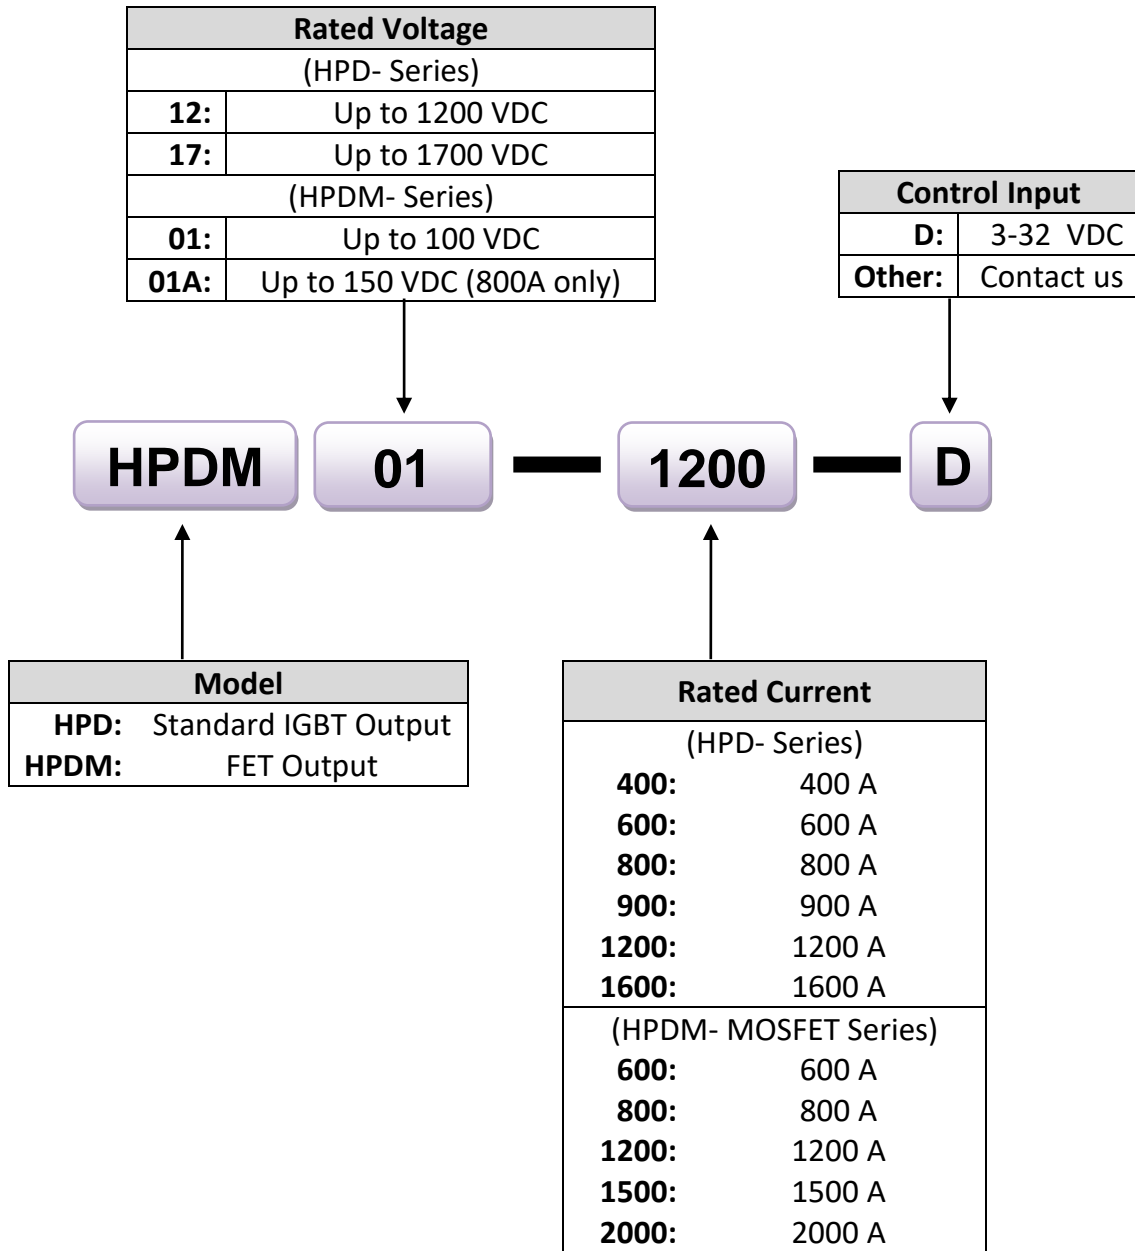 Rated Voltage
(HPD- Series)
12: Up to 1200 VDC
17: Up to 1700 VDC
(HPDM- Series)
01: Up to 100 VDC
01A: Up to 150 VDC (800A only)
Control Input
D: 3-32 VDC
Other: Contact us
HPDM 01 — 1200 — D
Model
HPD: Standard IGBT Output
HPDM: FET Output
Rated Current
(HPD- Series)
400: 400 A
600: 600 A
800: 800 A
900: 900 A
1200: 1200 A
1600: 1600 A
(HPDM- MOSFET Series)
600: 600 A
800: 800 A
1200: 1200 A
1500: 1500 A
2000: 2000 A